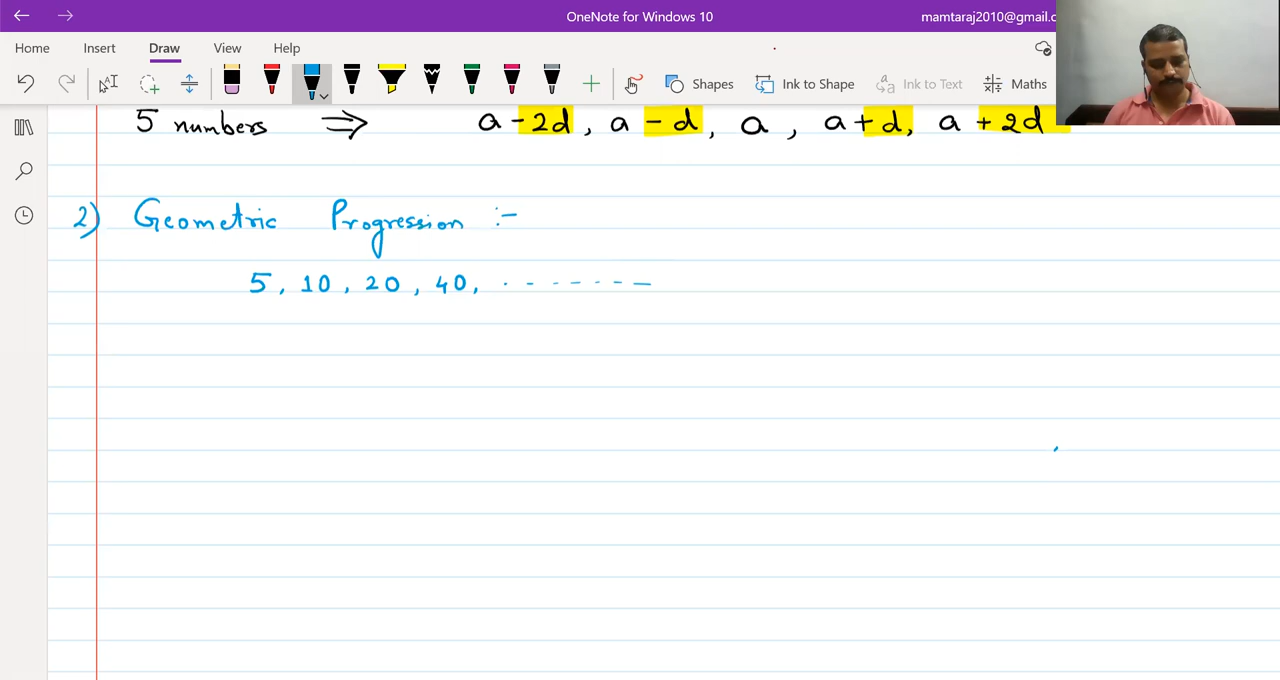 OneNote for Windows 10
mamtaraj2010@gmail.c
Home Insert Draw View Help
Shapes Ink to Shape Ink to Text Maths
5 numbers ⇒ a - 2d, a - d, a, a + d, a + 2d
2) Geometric Progression :-
5, 10, 20, 40, - - - - - - -